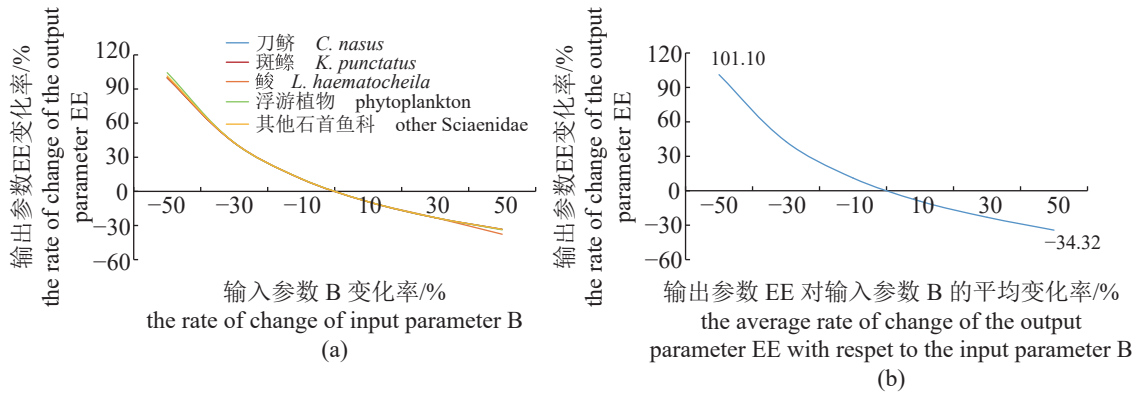 输出参数EE变化率/%
the rate of change of the output
parameter EE
120
90
60
30
0
−30
−60
−50
−30
−10
10
30
50
刀鲚 C. nasus
斑鰶 K. punctatus
鮻 L. haematocheila
浮游植物 phytoplankton
其他石首鱼科 other Sciaenidae
输入参数 B 变化率/%
the rate of change of input parameter B
(a)
输出参数EE变化率/%
the rate of change of the output
parameter EE
120
90
60
30
0
−30
−60
−50
−30
−10
10
30
50
101.10
−34.32
输出参数 EE 对输入参数 B 的平均变化率/%
the average rate of change of the output
parameter EE with respet to the input parameter B
(b)